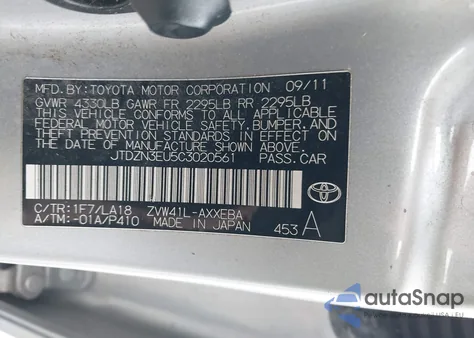 MFD. BY: TOYOTA MOTOR CORPORATION 09/11
GVWR 4330LB GAWR FR 2295LB RR 2295LB
THIS VEHICLE CONFORMS TO ALL APPLICABLE
FEDERAL MOTOR VEHICLE SAFETY, BUMPER, AND
THEFT PREVENTION STANDARDS IN EFFECT ON
THE DATE OF MANUFACTURE SHOWN ABOVE.
JTDZN3EU5C3020561 PASS. CAR
C/TR: 1F7/LA18 ZVW41L-AXXEBA
A/TM: -01A/P410 MADE IN JAPAN 453 A
TOYOTA
autoSnap